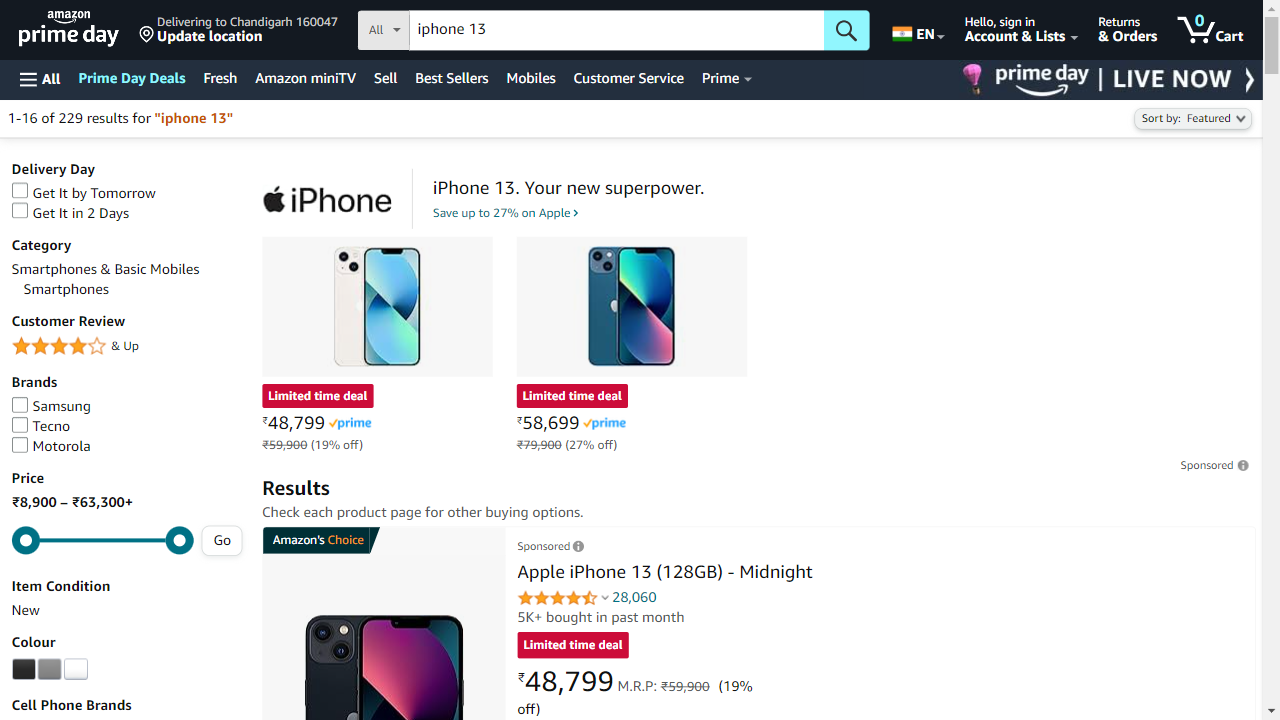 amazon
prime day
Delivering to Chandigarh 160047
Update location
All
iphone 13
EN
Hello, sign in
Account & Lists
Returns
& Orders
0
Cart
All
Prime Day Deals
Fresh
Amazon miniTV
Sell
Best Sellers
Mobiles
Customer Service
Prime
prime day | LIVE NOW
1-16 of 229 results for "iphone 13"
Sort by: Featured
Delivery Day
Get It by Tomorrow
Get It in 2 Days
Category
Smartphones & Basic Mobiles
Smartphones
Customer Review
& Up
Brands
Samsung
Tecno
Motorola
Price
₹8,900 – ₹63,300+
Go
Item Condition
New
Colour
Cell Phone Brands
iPhone
iPhone 13. Your new superpower.
Save up to 27% on Apple
Limited time deal
₹48,799 prime
₹59,900 (19% off)
Limited time deal
₹58,699 prime
₹79,900 (27% off)
Sponsored
Results
Check each product page for other buying options.
Amazon's Choice
Sponsored
Apple iPhone 13 (128GB) - Midnight
28,060
5K+ bought in past month
Limited time deal
₹48,799 M.R.P: ₹59,900 (19%
off)